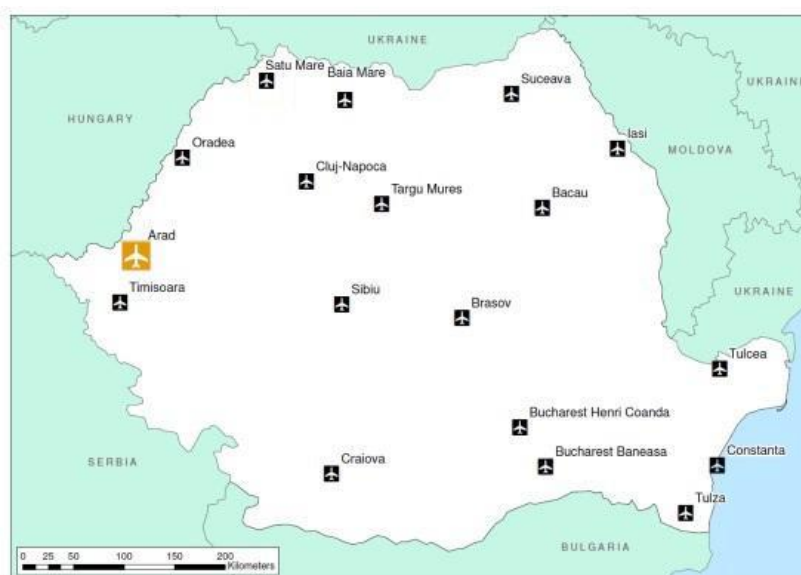 UKRAINE
Satu Mare
Baia Mare
Suceava
UKRAINE
HUNGARY
Iasi
Oradea
MOLDOVA
Cluj-Napoca
Targu Mures
Bacau
Arad
Timisoara
Sibiu
Brasov
UKRAINE
Tulcea
Bucharest Henri Coanda
SERBIA
Craiova
Bucharest Baneasa
Constanta
Tulza
BULGARIA
0 25 50 100 150 200
Kilometers